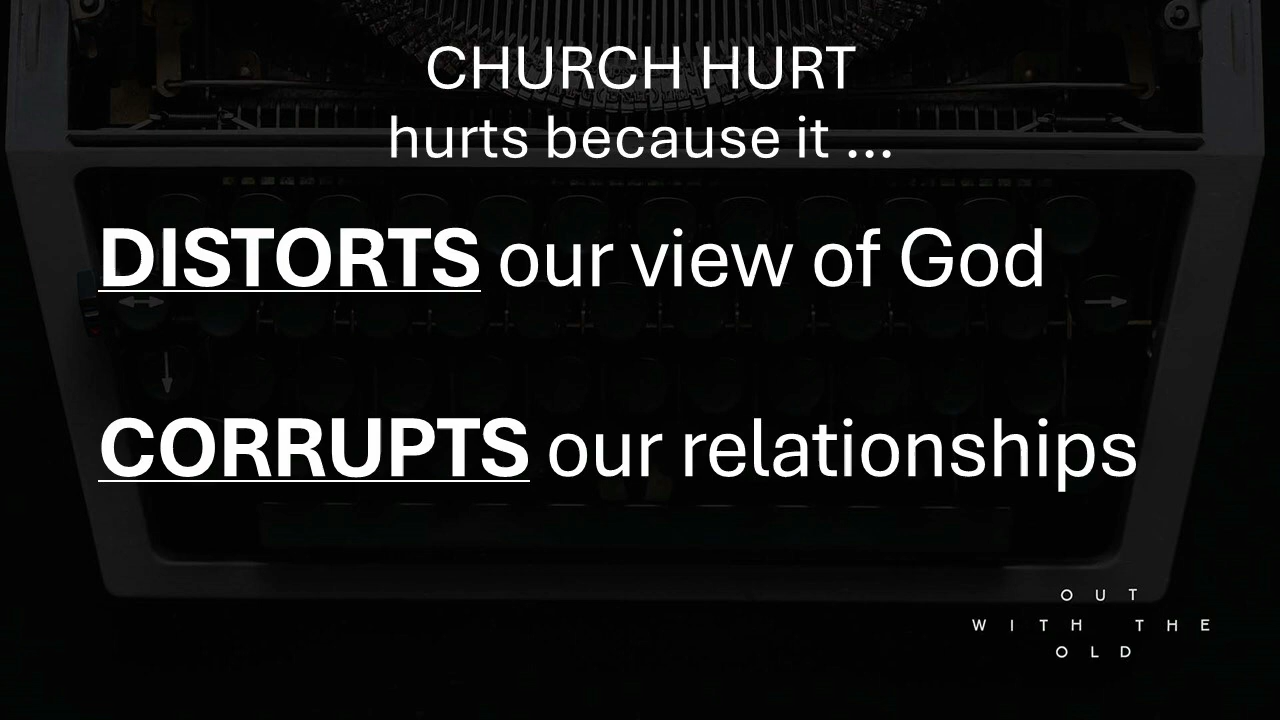 CHURCH HURT
hurts because it ...
DISTORTS our view of God
CORRUPTS our relationships
OUT
WITH THE
OLD